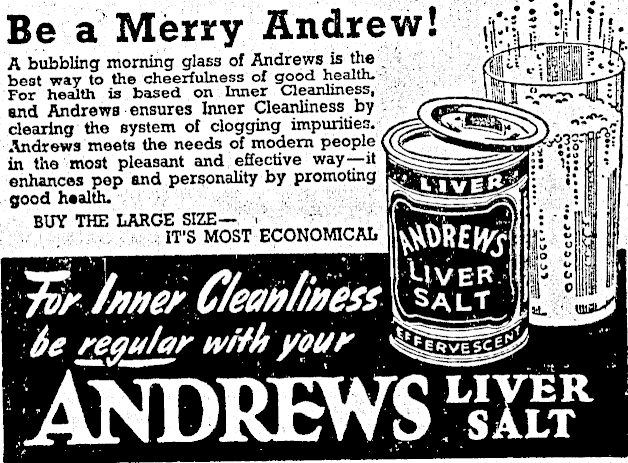 Be a Merry Andrew!
A bubbling morning glass of Andrews is the
best way to the cheerfulness of good health.
For health is based on Inner Cleanliness,
and Andrews ensures Inner Cleanliness by
clearing the system of clogging impurities.
Andrews meets the needs of modern people
in the most pleasant and effective way—it
enhances pep and personality by promoting
good health.
BUY THE LARGE SIZE—
IT'S MOST ECONOMICAL
LIVER
ANDREWS
LIVER
SALT
EFFERVESCENT
For Inner Cleanliness
be regular with your
ANDREWS LIVER
SALT